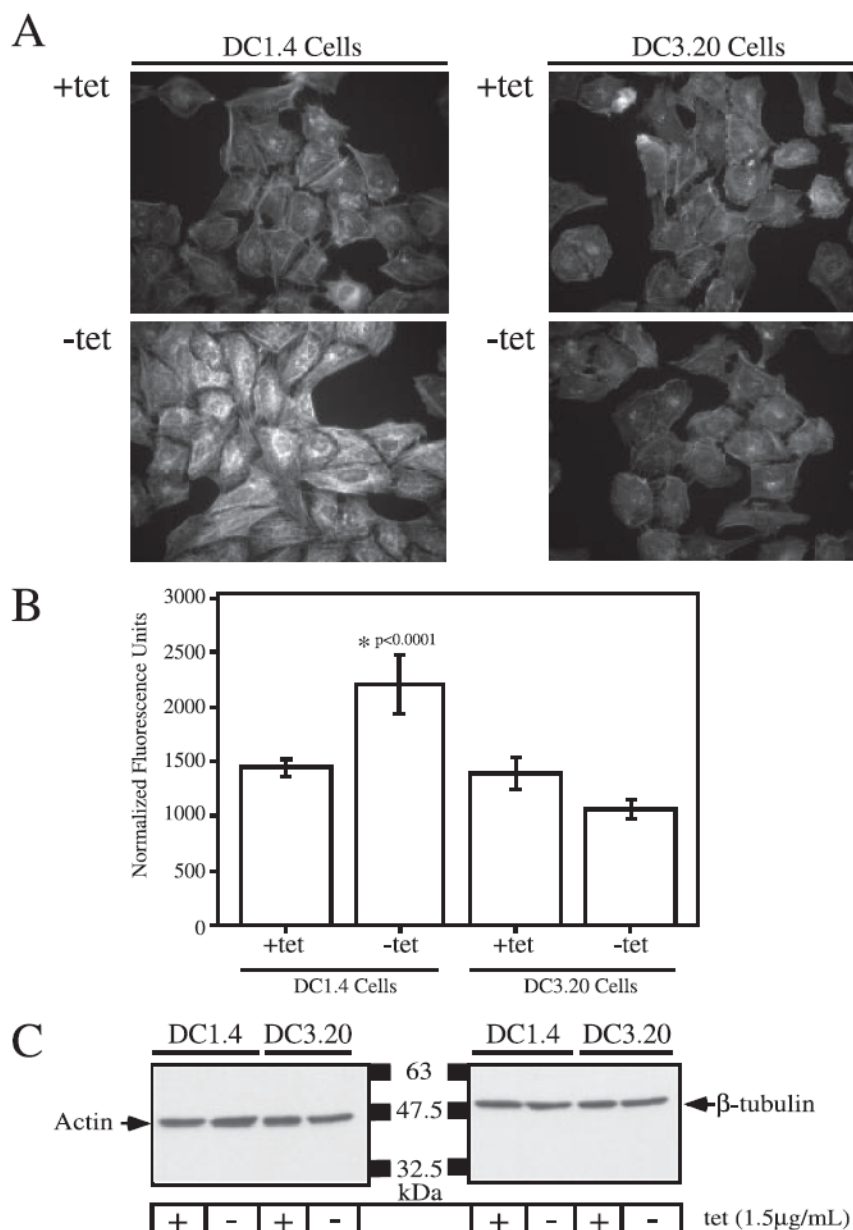 A
DC1.4 Cells
DC3.20 Cells
+tet
+tet
-tet
-tet
B
Normalized Fluorescence Units
3000
2500
2000
1500
1000
500
0
* p<0.0001
+tet
-tet
+tet
-tet
DC1.4 Cells
DC3.20 Cells
C
DC1.4 DC3.20
DC1.4 DC3.20
63
47.5
32.5
kDa
Actin
β-tubulin
+ - + - + - + - tet (1.5µg/mL)